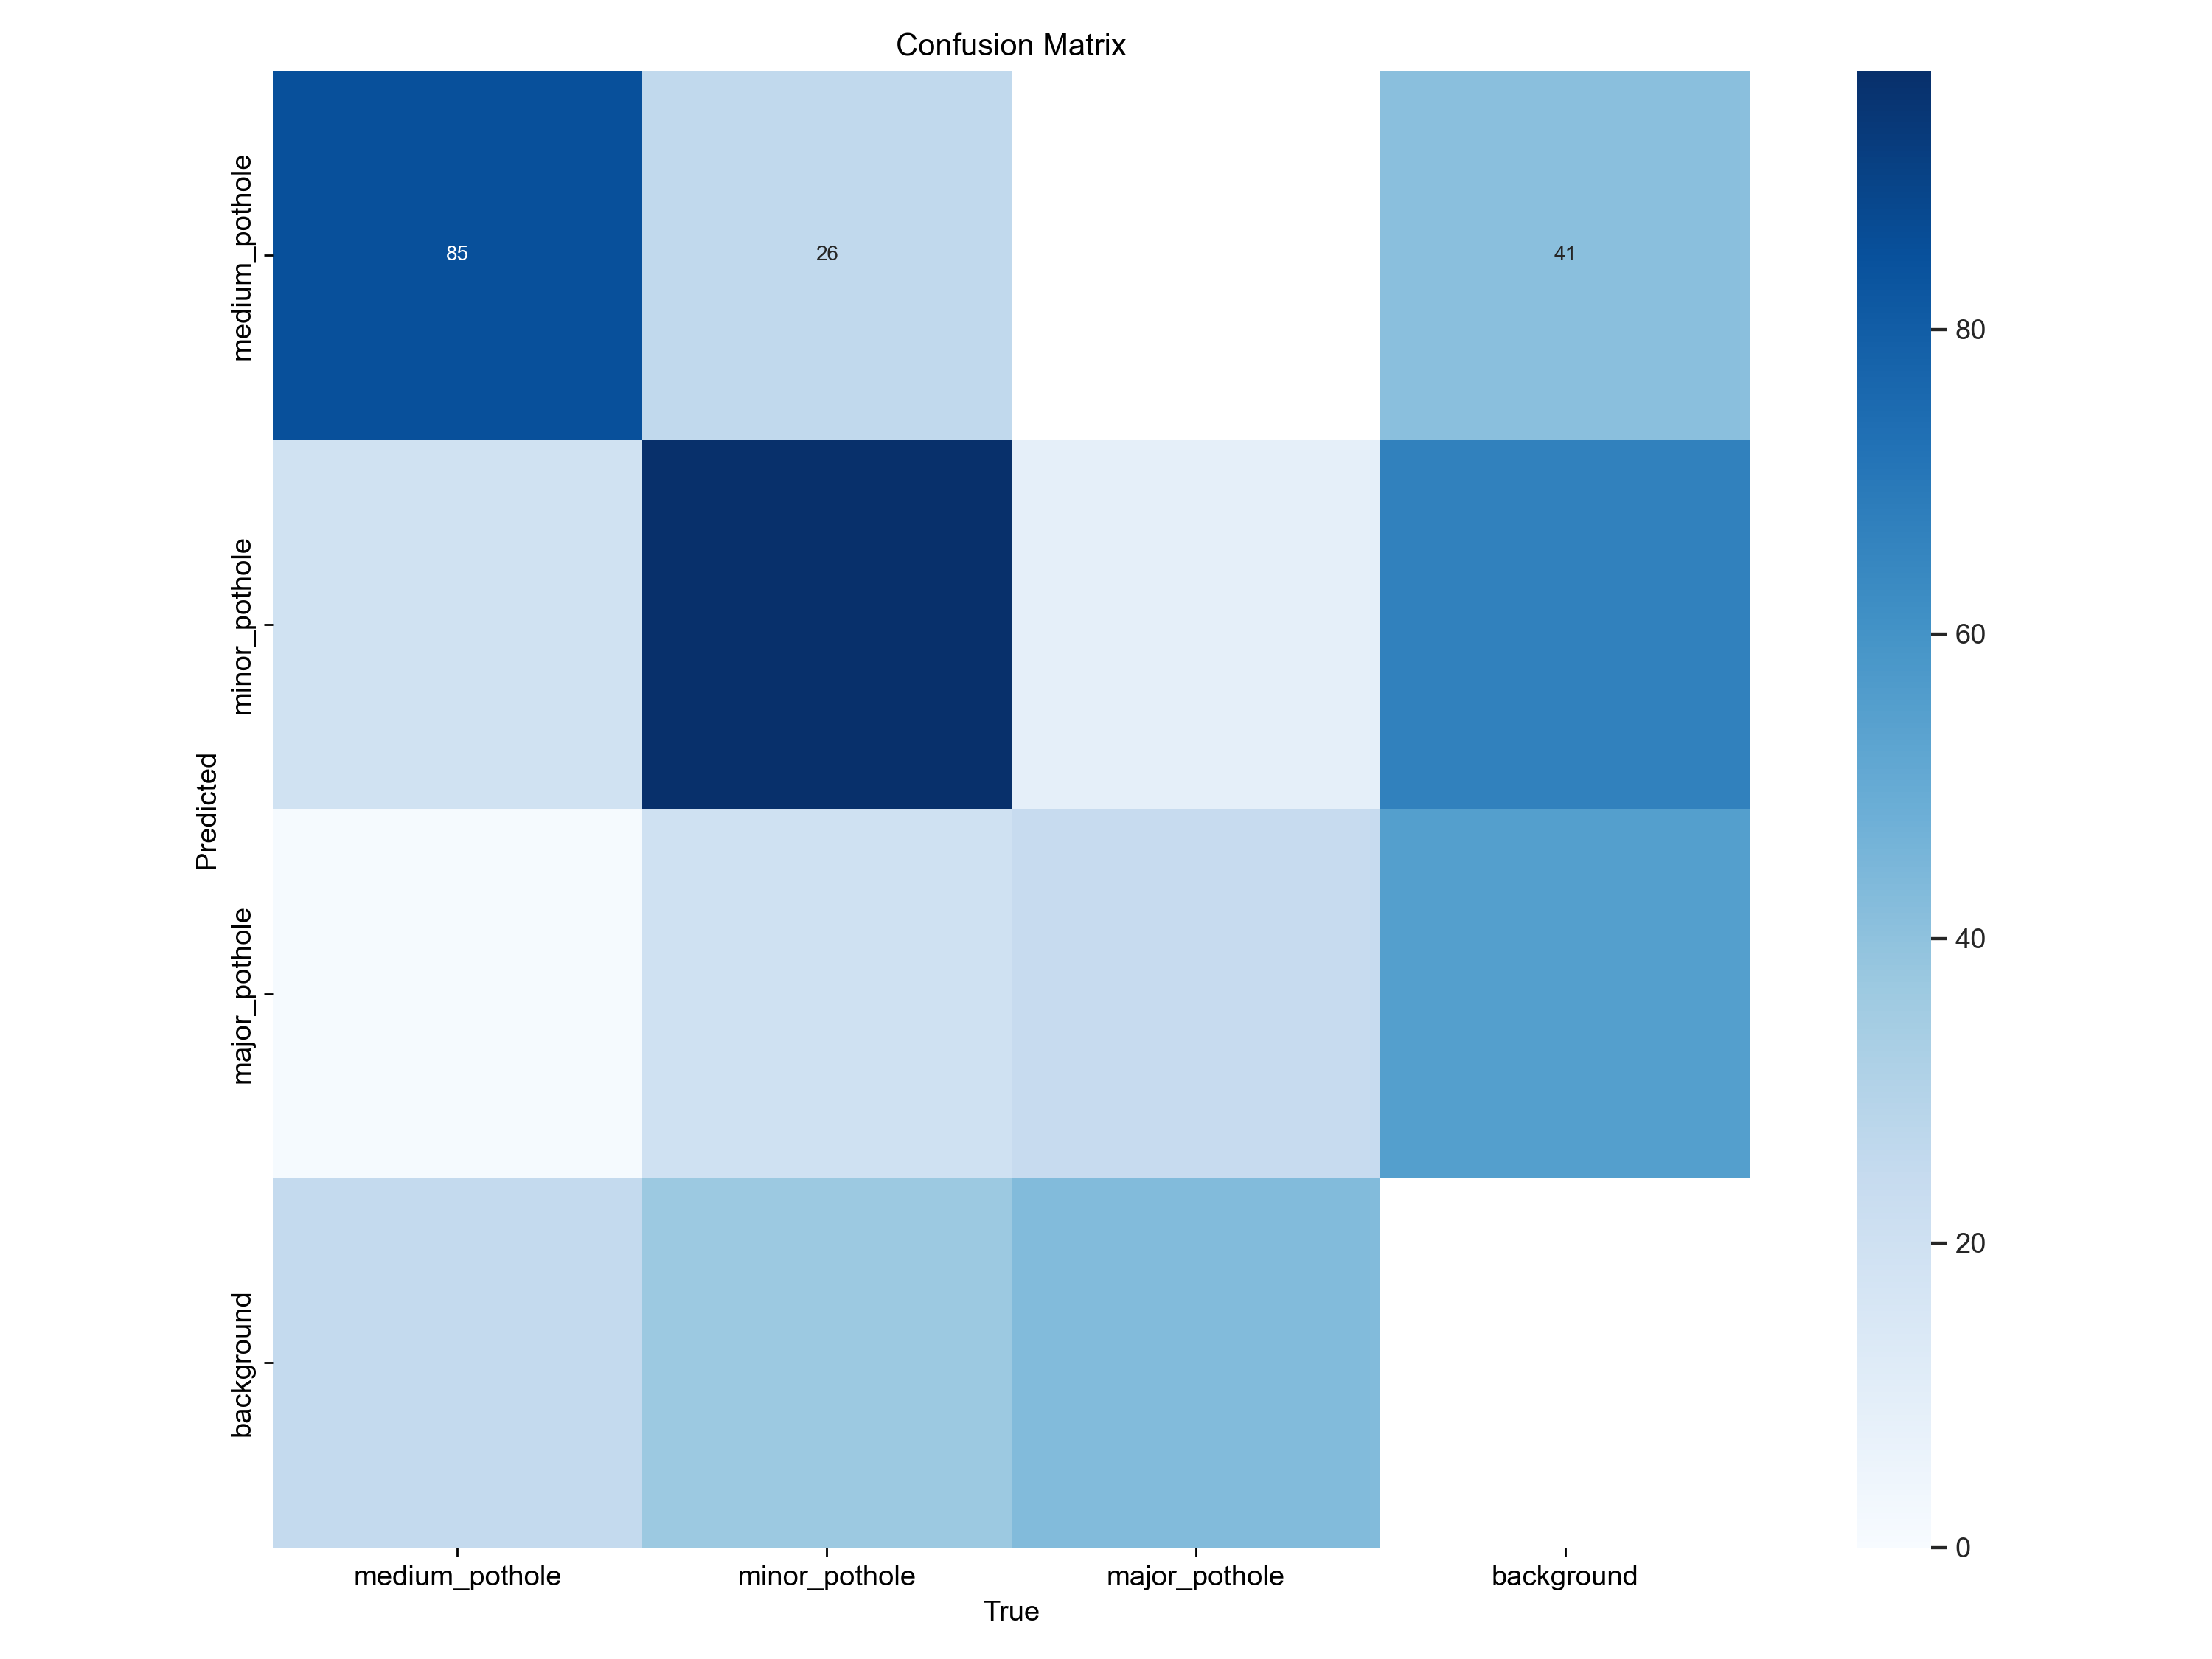 Confusion Matrix
medium_pothole
85
26
41
minor_pothole
major_pothole
background
Predicted
medium_pothole
minor_pothole
major_pothole
background
True
80
60
40
20
0